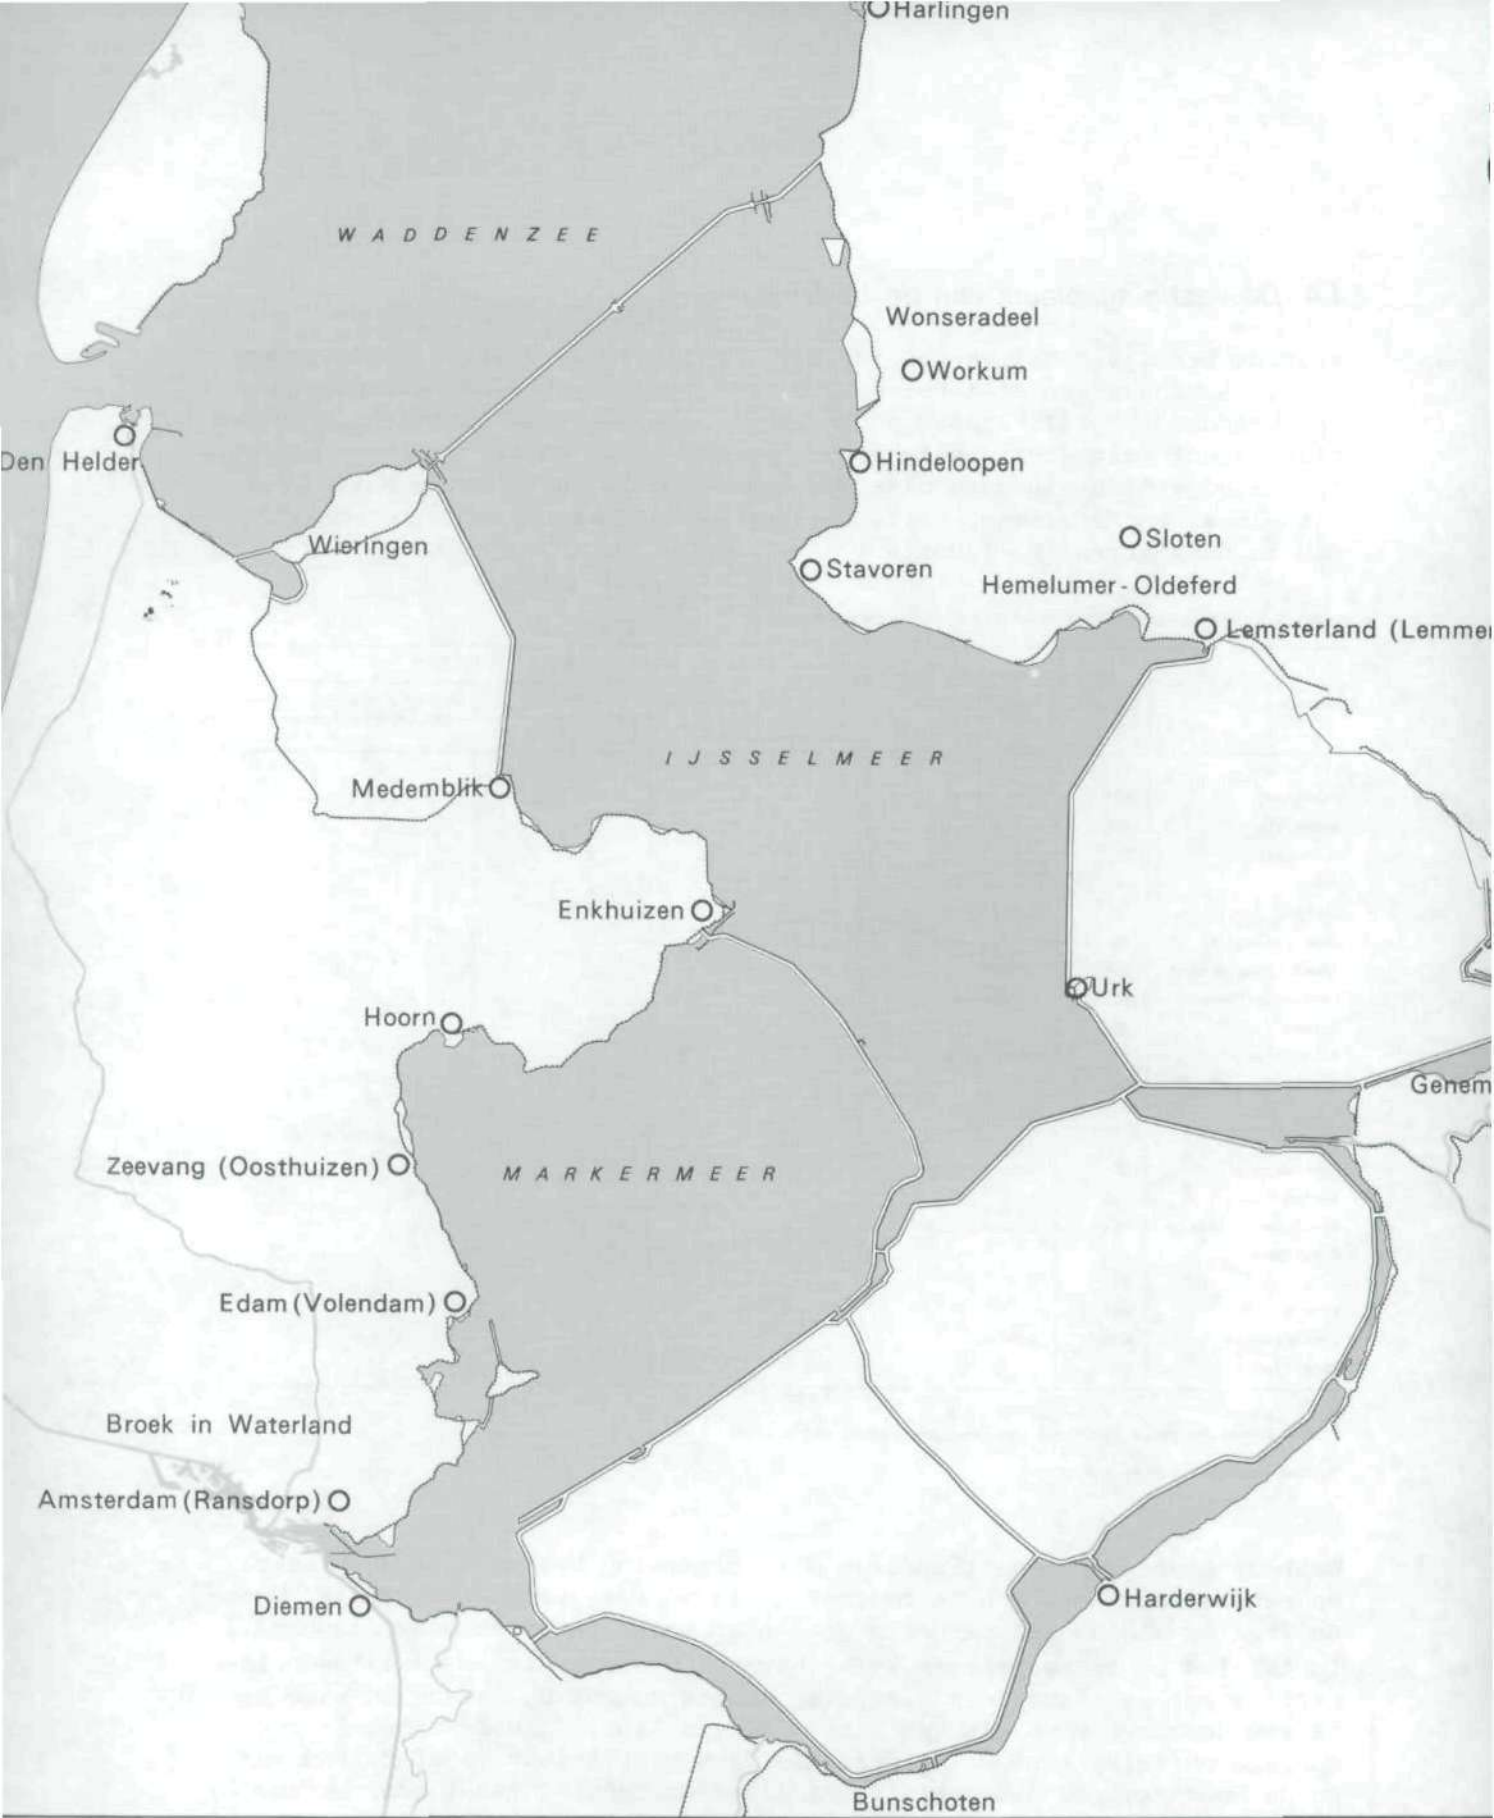 Harlingen
WADDENZEE
Wonseradeel
Workum
Den Helder
Hindeloopen
Wieringen
Sloten
Stavoren
Hemelumer-Oldeferd
Lemsterland (Lemmer
IJSSELMEER
Medemblik
Enkhuizen
Urk
Hoorn
Genem
Zeevang (Oosthuizen)
MARKERMEER
Edam (Volendam)
Broek in Waterland
Amsterdam (Ransdorp)
Diemen
Harderwijk
Bunschoten